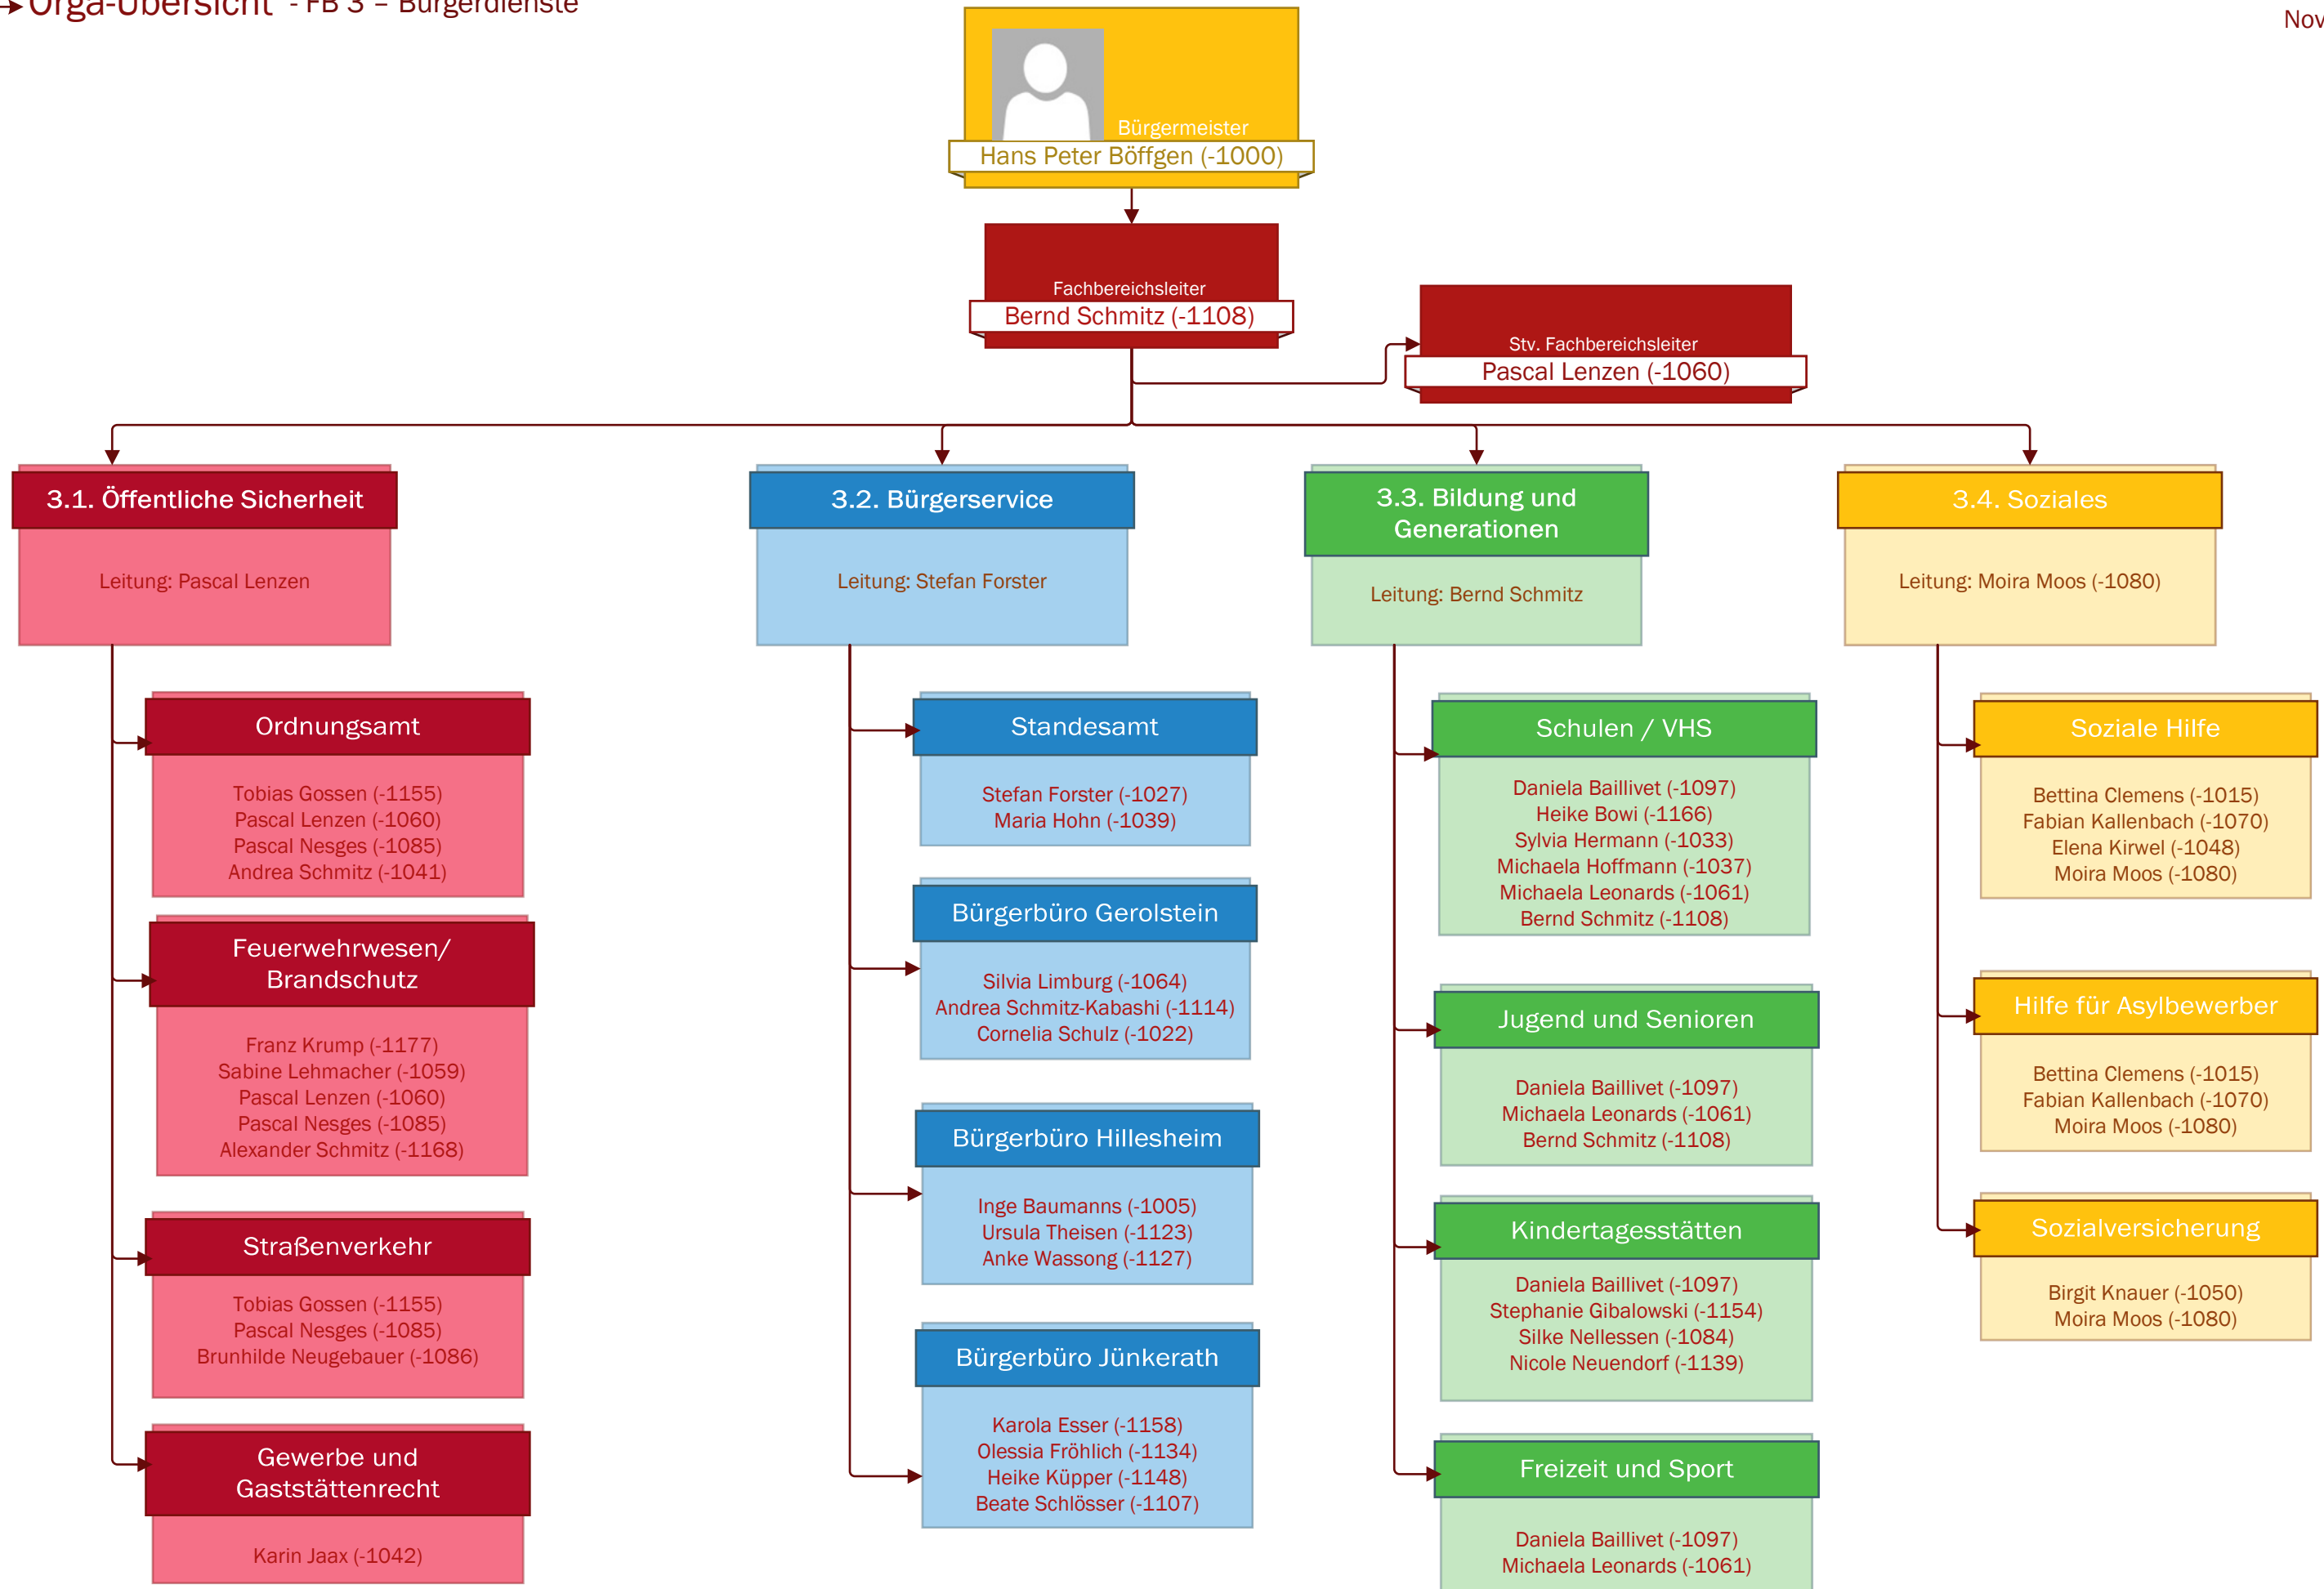 Orga-Übersicht - FB 3 – Bürgerdienste
Nov
Bürgermeister
Hans Peter Böffgen (-1000)
Fachbereichsleiter
Bernd Schmitz (-1108)
Stv. Fachbereichsleiter
Pascal Lenzen (-1060)
3.1. Öffentliche Sicherheit
Leitung: Pascal Lenzen
Ordnungsamt
Tobias Gossen (-1155)
Pascal Lenzen (-1060)
Pascal Nesges (-1085)
Andrea Schmitz (-1041)
Feuerwehrwesen/
Brandschutz
Franz Krump (-1177)
Sabine Lehmacher (-1059)
Pascal Lenzen (-1060)
Pascal Nesges (-1085)
Alexander Schmitz (-1168)
Straßenverkehr
Tobias Gossen (-1155)
Pascal Nesges (-1085)
Brunhilde Neugebauer (-1086)
Gewerbe und
Gaststättenrecht
Karin Jaax (-1042)
3.2. Bürgerservice
Leitung: Stefan Forster
Standesamt
Stefan Forster (-1027)
Maria Hohn (-1039)
Bürgerbüro Gerolstein
Silvia Limburg (-1064)
Andrea Schmitz-Kabashi (-1114)
Cornelia Schulz (-1022)
Bürgerbüro Hillesheim
Inge Baumanns (-1005)
Ursula Theisen (-1123)
Anke Wassong (-1127)
Bürgerbüro Jünkerath
Karola Esser (-1158)
Olessia Fröhlich (-1134)
Heike Küpper (-1148)
Beate Schlösser (-1107)
3.3. Bildung und
Generationen
Leitung: Bernd Schmitz
Schulen / VHS
Daniela Baillivet (-1097)
Heike Bowi (-1166)
Sylvia Hermann (-1033)
Michaela Hoffmann (-1037)
Michaela Leonards (-1061)
Bernd Schmitz (-1108)
Jugend und Senioren
Daniela Baillivet (-1097)
Michaela Leonards (-1061)
Bernd Schmitz (-1108)
Kindertagesstätten
Daniela Baillivet (-1097)
Stephanie Gibalowski (-1154)
Silke Nellessen (-1084)
Nicole Neuendorf (-1139)
Freizeit und Sport
Daniela Baillivet (-1097)
Michaela Leonards (-1061)
3.4. Soziales
Leitung: Moira Moos (-1080)
Soziale Hilfe
Bettina Clemens (-1015)
Fabian Kallenbach (-1070)
Elena Kirwel (-1048)
Moira Moos (-1080)
Hilfe für Asylbewerber
Bettina Clemens (-1015)
Fabian Kallenbach (-1070)
Moira Moos (-1080)
Sozialversicherung
Birgit Knauer (-1050)
Moira Moos (-1080)